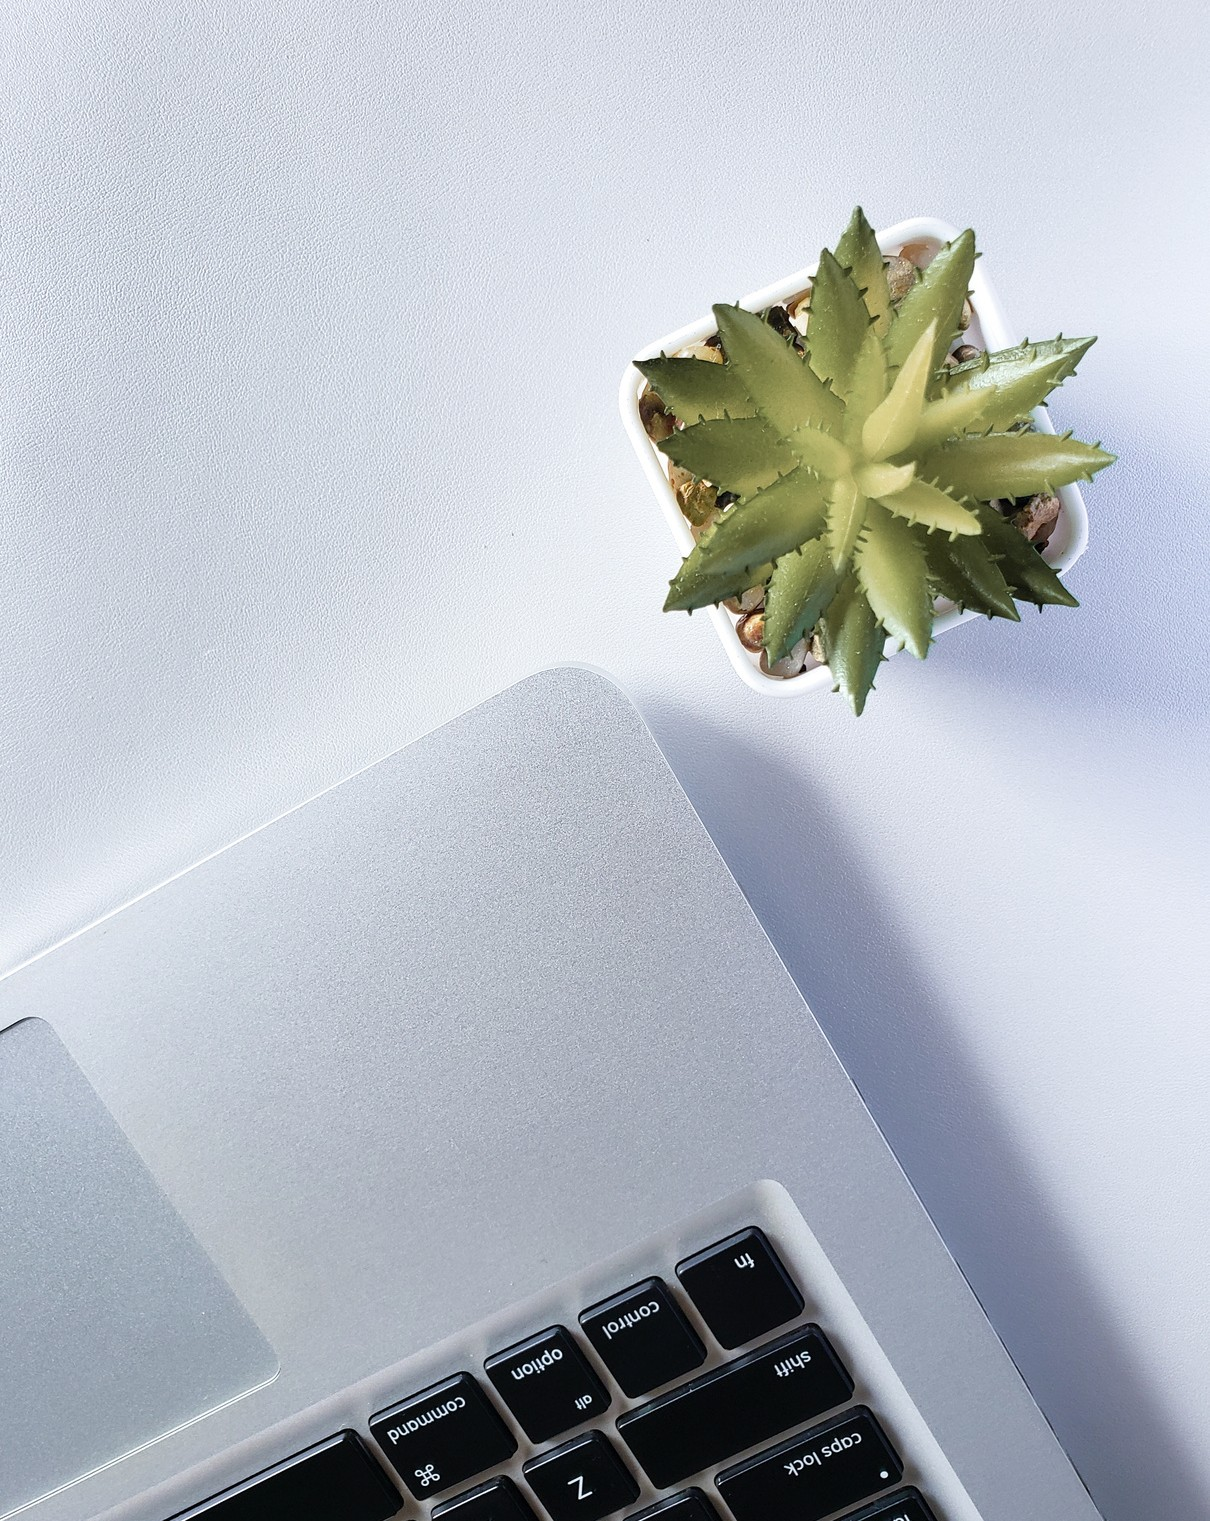 fn
control
alt
option
⌘
command
shift
Z
caps lock